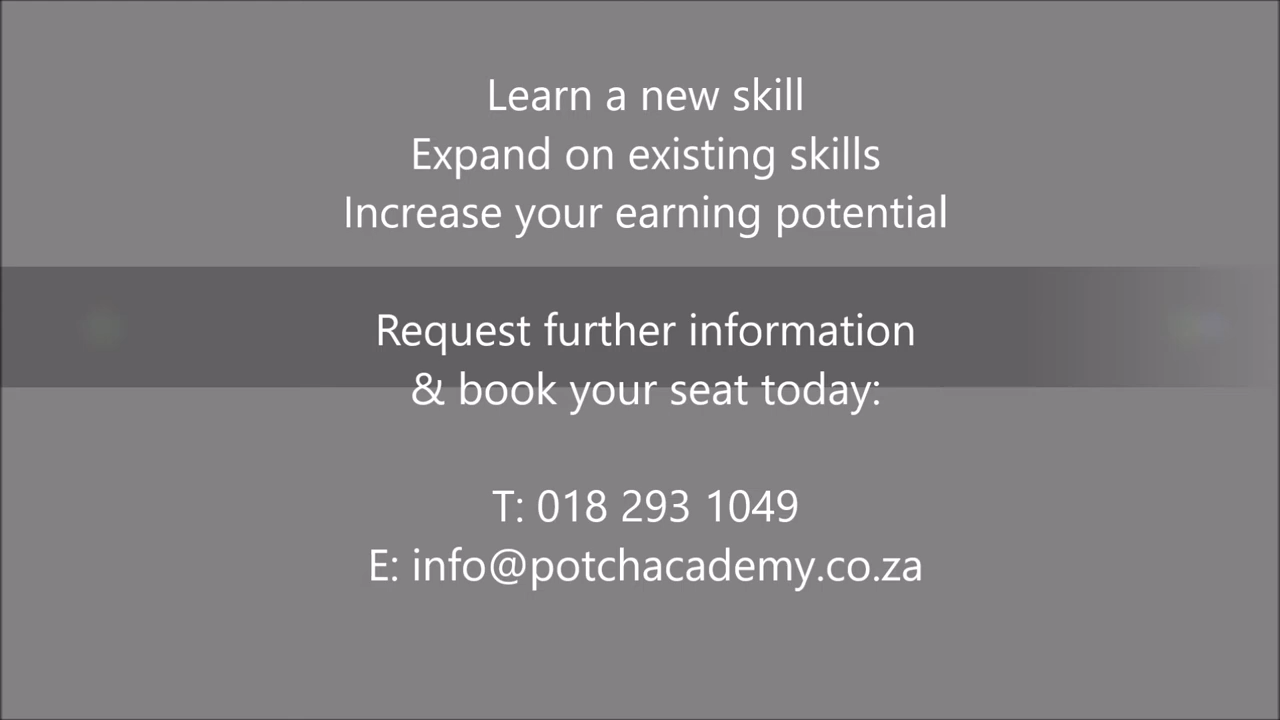 Learn a new skill
Expand on existing skills
Increase your earning potential
Request further information
& book your seat today:
T: 018 293 1049
E: info@potchacademy.co.za